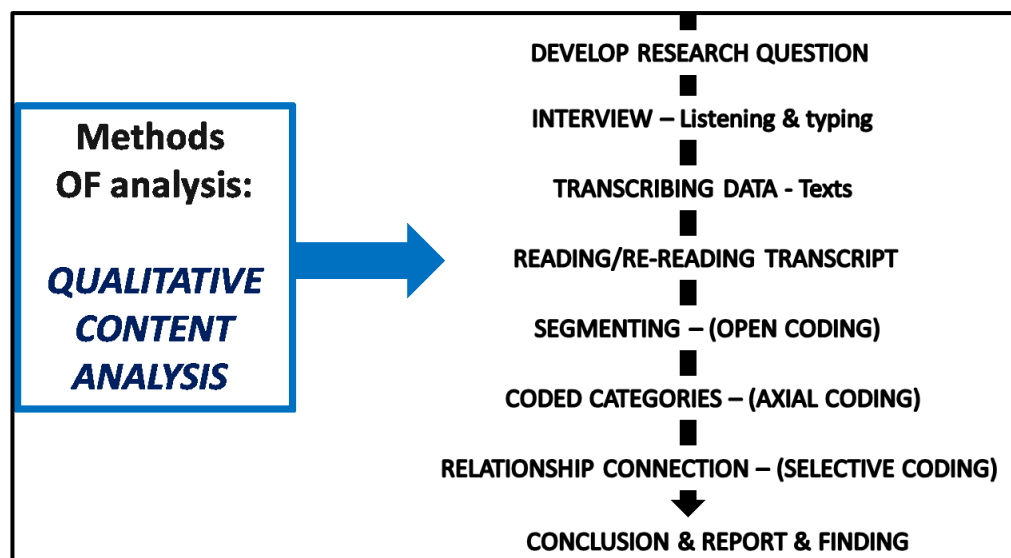 Methods
OF analysis:
QUALITATIVE
CONTENT
ANALYSIS
DEVELOP RESEARCH QUESTION
INTERVIEW – Listening & typing
TRANSCRIBING DATA - Texts
READING/RE-READING TRANSCRIPT
SEGMENTING – (OPEN CODING)
CODED CATEGORIES – (AXIAL CODING)
RELATIONSHIP CONNECTION – (SELECTIVE CODING)
CONCLUSION & REPORT & FINDING